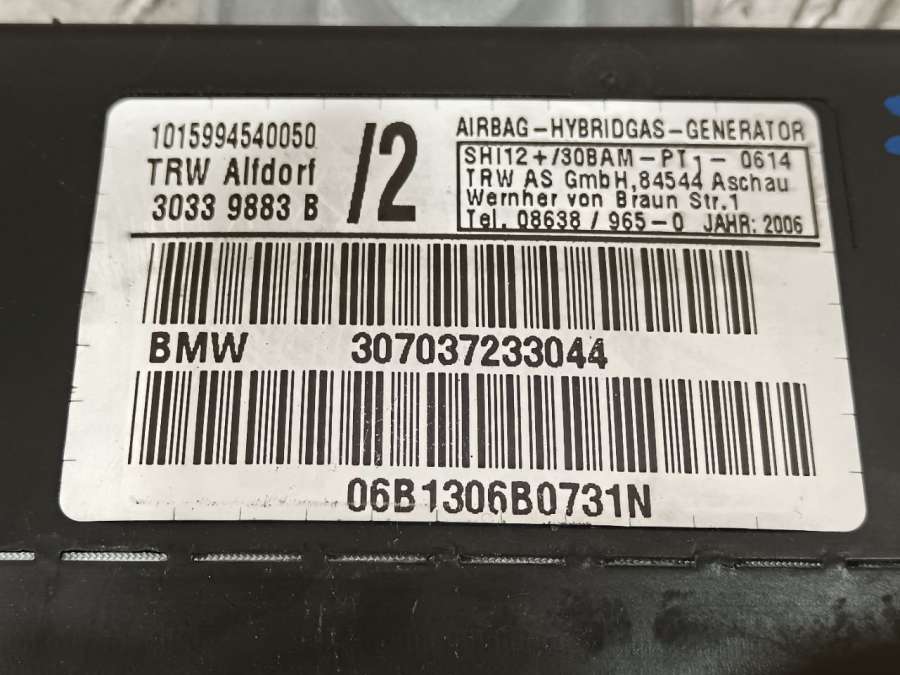 1015994540050
TRW Alfdorf
3033 9883 B
/2
AIRBAG-HYBRIDGAS-GENERATOR
SHI12+/30BAM-PT1-0614
TRW AS GmbH,84544 Aschau
Wernher von Braun Str.1
Tel. 08638/965-0 JAHR: 2006
BMW 307037233044
06B1306B0731N